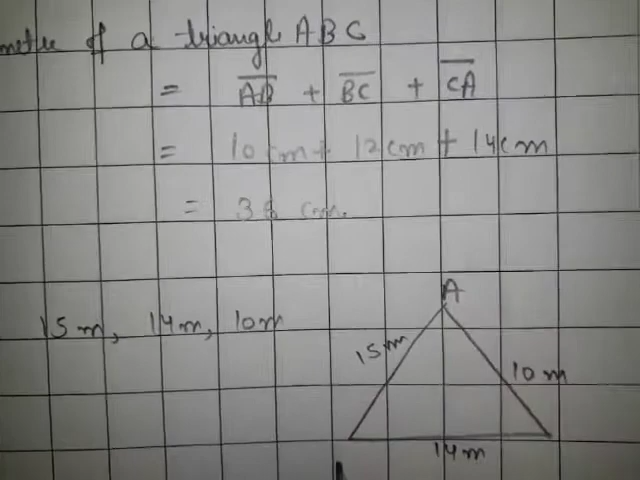 of a triangle ABC
= AB + BC + CA
= 10 cm + 12 cm + 14 cm
= cm.
15 m, 14 m, 10 m
A
15 m
10 m
14 m